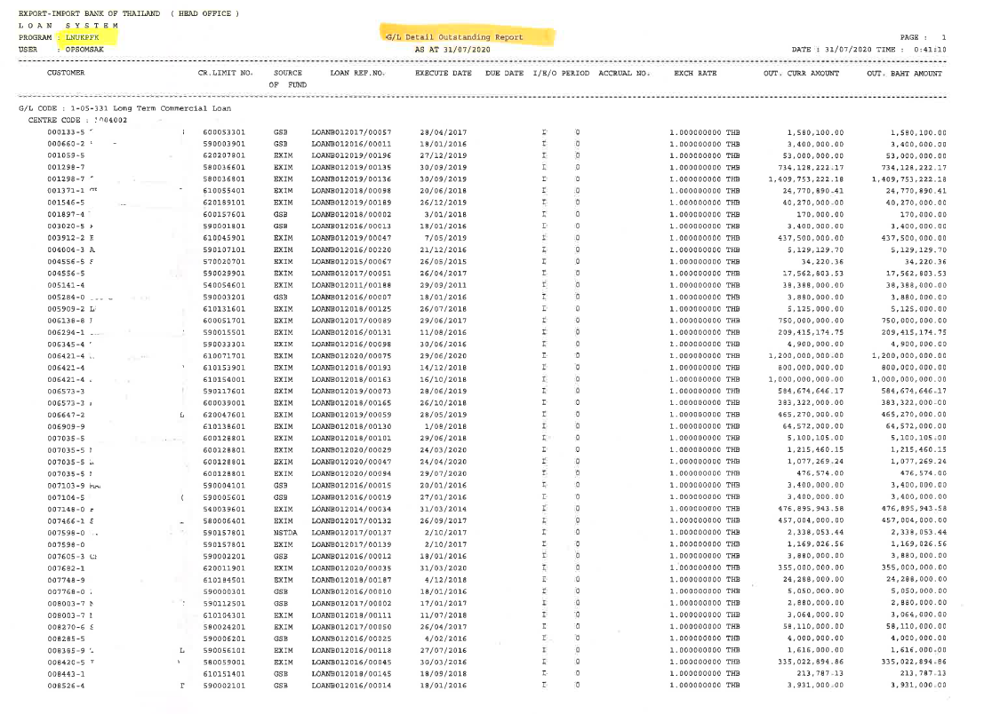 EXPORT-IMPORT BANK OF THAILAND ( HEAD OFFICE )
LOAN SYSTEM
PROGRAM : LNUKPFK G/L Detail Outstanding Report PAGE : 1
USER : OPSOMSAK AS AT 31/07/2020 DATE : 31/07/2020 TIME : 0:41:10
CUSTOMER CR.LIMIT NO. SOURCE LOAN REF.NO. EXECUTE DATE DUE DATE I/E/O PERIOD ACCRUAL NO. EXCH RATE OUT. CURR AMOUNT OUT. BAHT AMOUNT
OF FUND
G/L CODE : 1-05-331 Long Term Commercial Loan
CENTRE CODE : 1004002
000133-5 600053301 GSB LOANB012017/00057 28/04/2017 I 0 1.000000000 THB 1,580,100.00 1,580,100.00
000660-2 590003901 GSB LOANB012016/00011 18/01/2016 I 0 1.000000000 THB 3,400,000.00 3,400,000.00
001059-5 620207801 EXIM LOANB012019/00196 27/12/2019 I 0 1.000000000 THB 53,000,000.00 53,000,000.00
001298-7 580036601 EXIM LOANB012019/00135 30/09/2019 I 0 1.000000000 THB 734,128,222.17 734,128,222.17
001298-7 580036801 EXIM LOANB012019/00136 30/09/2019 I 0 1.000000000 THB 1,409,753,222.18 1,409,753,222.18
001371-1 610055401 EXIM LOANB012018/00098 20/06/2018 I 0 1.000000000 THB 24,770,890.41 24,770,890.41
001546-5 620189101 EXIM LOANB012019/00189 26/12/2019 I 0 1.000000000 THB 40,270,000.00 40,270,000.00
001897-4 600157601 GSB LOANB012018/00002 3/01/2018 I 0 1.000000000 THB 170,000.00 170,000.00
003020-5 590001801 GSB LOANB012016/00013 18/01/2016 I 0 1.000000000 THB 3,400,000.00 3,400,000.00
003912-2 610045901 EXIM LOANB012019/00047 7/05/2019 I 0 1.000000000 THB 437,500,000.00 437,500,000.00
004004-3 A 590107101 EXIM LOANB012016/00220 21/12/2016 I 0 1.000000000 THB 5,129,129.70 5,129,129.70
004556-5 570020701 EXIM LOANB012015/00067 26/05/2015 I 0 1.000000000 THB 34,220.36 34,220.36
004556-5 590029901 EXIM LOANB012017/00051 26/04/2017 I 0 1.000000000 THB 17,562,803.53 17,562,803.53
005141-4 540054601 EXIM LOANB012011/00188 29/09/2011 I 0 1.000000000 THB 38,388,000.00 38,388,000.00
005284-0 590003201 GSB LOANB012016/00007 18/01/2016 I 0 1.000000000 THB 3,880,000.00 3,880,000.00
005909-2 610131601 EXIM LOANB012018/00125 26/07/2018 I 0 1.000000000 THB 5,125,000.00 5,125,000.00
006138-8 600051701 EXIM LOANB012017/00089 29/06/2017 I 0 1.000000000 THB 750,000,000.00 750,000,000.00
006294-1 590015501 EXIM LOANB012016/00131 11/08/2016 I 0 1.000000000 THB 209,415,174.75 209,415,174.75
006345-4 590033301 EXIM LOANB012016/00098 30/06/2016 I 0 1.000000000 THB 4,900,000.00 4,900,000.00
006421-4 610071701 EXIM LOANB012020/00075 29/06/2020 I 0 1.000000000 THB 1,200,000,000.00 1,200,000,000.00
006421-4 610153901 EXIM LOANB012018/00193 14/12/2018 I 0 1.000000000 THB 800,000,000.00 800,000,000.00
006421-4 610154001 EXIM LOANB012018/00163 16/10/2018 I 0 1.000000000 THB 1,000,000,000.00 1,000,000,000.00
006573-3 590117601 EXIM LOANB012019/00073 28/06/2019 I 0 1.000000000 THB 584,674,646.17 584,674,646.17
006573-3 600039001 EXIM LOANB012018/00165 26/10/2018 I 0 1.000000000 THB 383,322,000.00 383,322,000.00
006647-2 620047601 EXIM LOANB012019/00059 28/05/2019 I 0 1.000000000 THB 465,270,000.00 465,270,000.00
006909-9 610138601 EXIM LOANB012018/00130 1/08/2018 I 0 1.000000000 THB 64,572,000.00 64,572,000.00
007035-5 600128801 EXIM LOANB012018/00101 29/06/2018 I 0 1.000000000 THB 5,100,105.00 5,100,105.00
007035-5 600128801 EXIM LOANB012020/00029 24/03/2020 I 0 1.000000000 THB 1,215,460.15 1,215,460.15
007035-5 600128801 EXIM LOANB012020/00047 24/04/2020 I 0 1.000000000 THB 1,077,269.24 1,077,269.24
007035-5 600128801 EXIM LOANB012020/00094 29/07/2020 I 0 1.000000000 THB 476,574.00 476,574.00
007103-9 590004101 GSB LOANB012016/00015 20/01/2016 I 0 1.000000000 THB 3,400,000.00 3,400,000.00
007104-5 590005601 GSB LOANB012016/00019 27/01/2016 I 0 1.000000000 THB 3,400,000.00 3,400,000.00
007148-0 540039601 EXIM LOANB012014/00034 31/03/2014 I 0 1.000000000 THB 476,895,943.58 476,895,943.58
007466-1 580006401 EXIM LOANB012017/00132 26/09/2017 I 0 1.000000000 THB 457,004,000.00 457,004,000.00
007598-0 590157801 NSTDA LOANB012017/00137 2/10/2017 I 0 1.000000000 THB 2,338,053.44 2,338,053.44
007598-0 590157801 EXIM LOANB012017/00139 2/10/2017 I 0 1.000000000 THB 1,169,026.56 1,169,026.56
007605-3 590002201 GSB LOANB012016/00012 18/01/2016 I 0 1.000000000 THB 3,880,000.00 3,880,000.00
007682-1 620011901 EXIM LOANB012020/00035 31/03/2020 I 0 1.000000000 THB 355,000,000.00 355,000,000.00
007748-9 610184501 EXIM LOANB012018/00187 4/12/2018 I 0 1.000000000 THB 24,288,000.00 24,288,000.00
007768-0 590000301 GSB LOANB012016/00010 18/01/2016 I 0 1.000000000 THB 5,050,000.00 5,050,000.00
008003-7 590112501 GSB LOANB012017/00002 17/01/2017 I 0 1.000000000 THB 2,880,000.00 2,880,000.00
008003-7 610104301 EXIM LOANB012018/00111 11/07/2018 I 0 1.000000000 THB 3,064,000.00 3,064,000.00
008270-6 580024201 EXIM LOANB012017/00050 26/04/2017 I 0 1.000000000 THB 58,110,000.00 58,110,000.00
008285-5 590006201 GSB LOANB012016/00025 4/02/2016 I 0 1.000000000 THB 4,000,000.00 4,000,000.00
008385-9 590056101 EXIM LOANB012016/00118 27/07/2016 I 0 1.000000000 THB 1,616,000.00 1,616,000.00
008420-5 580059001 EXIM LOANB012016/00045 30/03/2016 I 0 1.000000000 THB 335,022,894.86 335,022,894.86
008443-1 610151401 GSB LOANB012018/00145 18/09/2018 I 0 1.000000000 THB 213,787.13 213,787.13
008526-4 590002101 GSB LOANB012016/00014 18/01/2016 I 0 1.000000000 THB 3,931,000.00 3,931,000.00